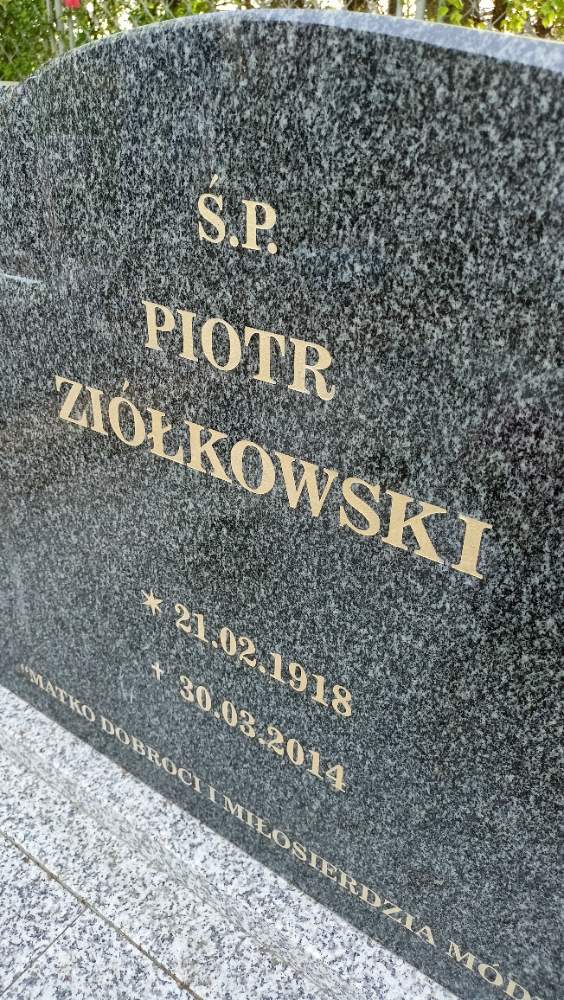 Ś.P.
PIOTR
ZIÓŁKOWSKI
✶ 21.02.1918
+ 30.03.2014
"MATKO DOBROCI I MIŁOSIERDZIA MÓD